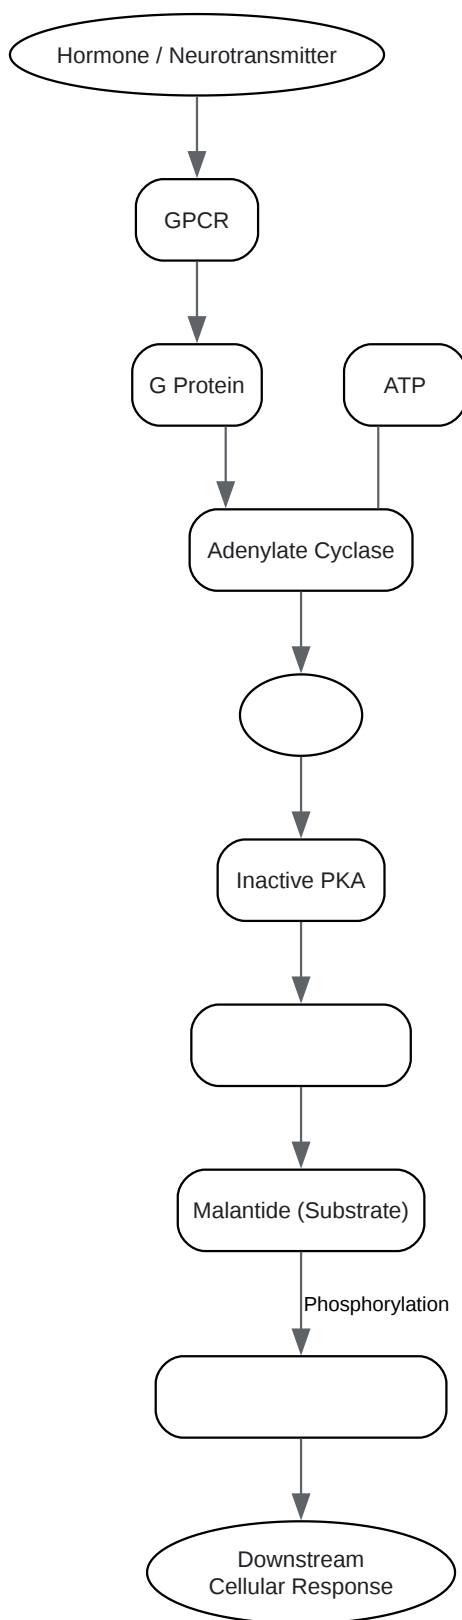 Hormone / Neurotransmitter
GPCR
G Protein
ATP
Adenylate Cyclase
Inactive PKA
Malantide (Substrate)
Phosphorylation
Downstream
Cellular Response